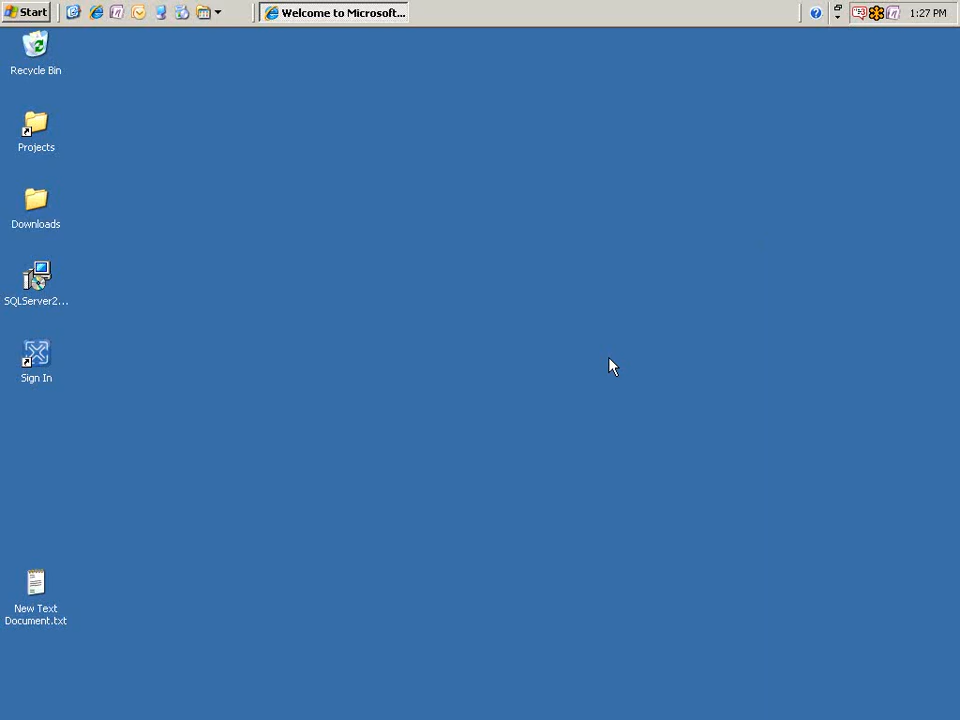 Start
Welcome to Microsoft...
1:27 PM
Recycle Bin
Projects
Downloads
SQLServer2...
Sign In
New Text
Document.txt